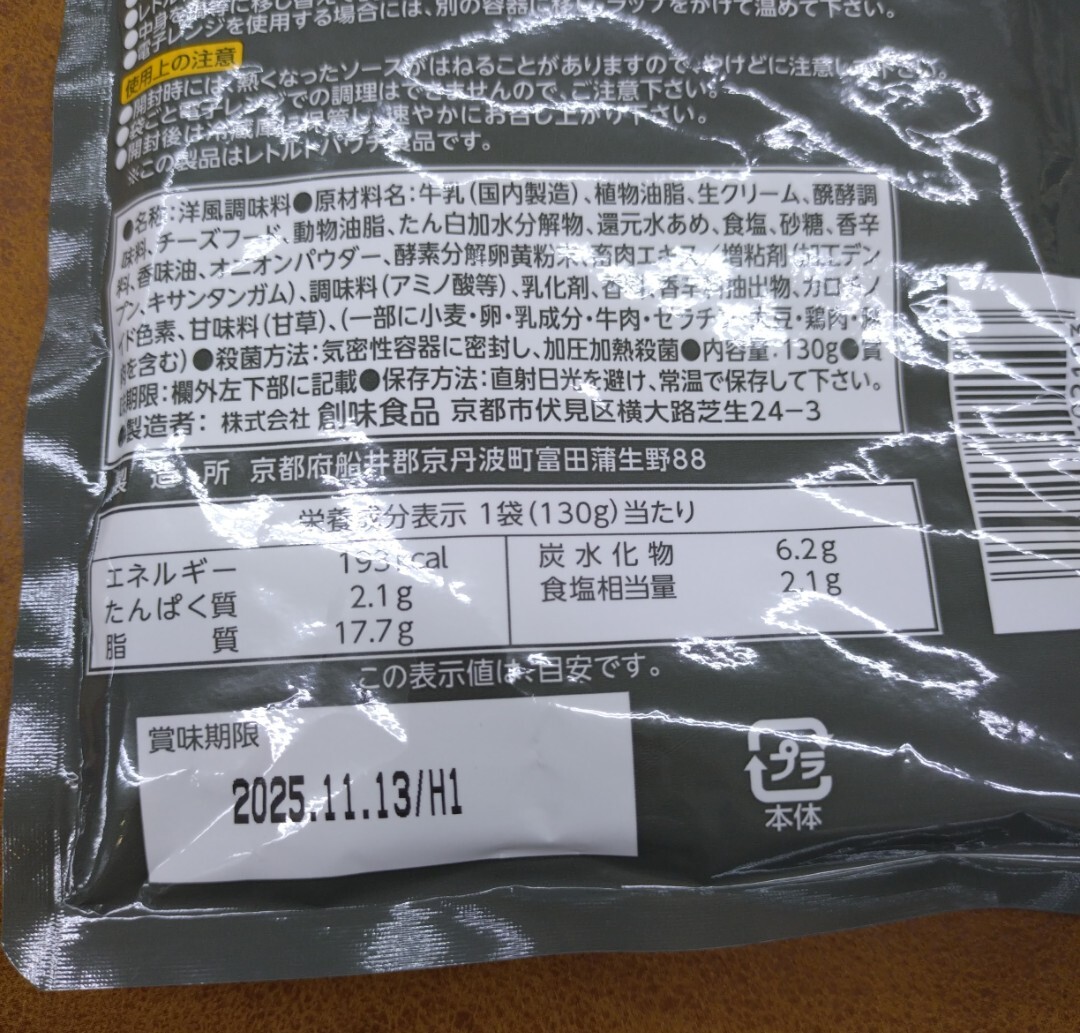 ●電子レンジを使用する場合には、別の容器に移し、ラップをかけて温めて下さい。
使用上の注意
●開封時には、熱くなったソースがはねることがありますので、やけどに注意して下さい。
●袋ごと電子レンジでの調理はできませんので、ご注意下さい。
●開封後は冷蔵庫に保管し、速やかにお召し上がり下さい。
※この製品はレトルトパウチ食品です。
●名称:洋風調味料●原材料名:牛乳(国内製造)、植物油脂、生クリーム、醗酵調
味料、チーズフード、動物油脂、たん白加水分解物、還元水あめ、食塩、砂糖、香辛
料、香味油、オニオンパウダー、酵素分解卵黄粉末、畜肉エキス/増粘剤(加工デン
プン、キサンタンガム)、調味料(アミノ酸等)、乳化剤、香料、香辛料抽出物、カロチノ
イド色素、甘味料(甘草)、(一部に小麦・卵・乳成分・牛肉・ゼラチン・大豆・鶏肉・豚
肉を含む)●殺菌方法:気密性容器に密封し、加圧加熱殺菌●内容量:130g●賞
味期限:欄外左下部に記載●保存方法:直射日光を避け、常温で保存して下さい。
●製造者:株式会社 創味食品 京都市伏見区横大路芝生24−3
製造所 京都府船井郡京丹波町富田蒲生野88
栄養成分表示 1袋(130g)当たり
エネルギー 193kcal 炭水化物 6.2g
たんぱく質 2.1g 食塩相当量 2.1g
脂質 17.7g
この表示値は、目安です。
賞味期限
2025.11.13/H1
プラ
本体